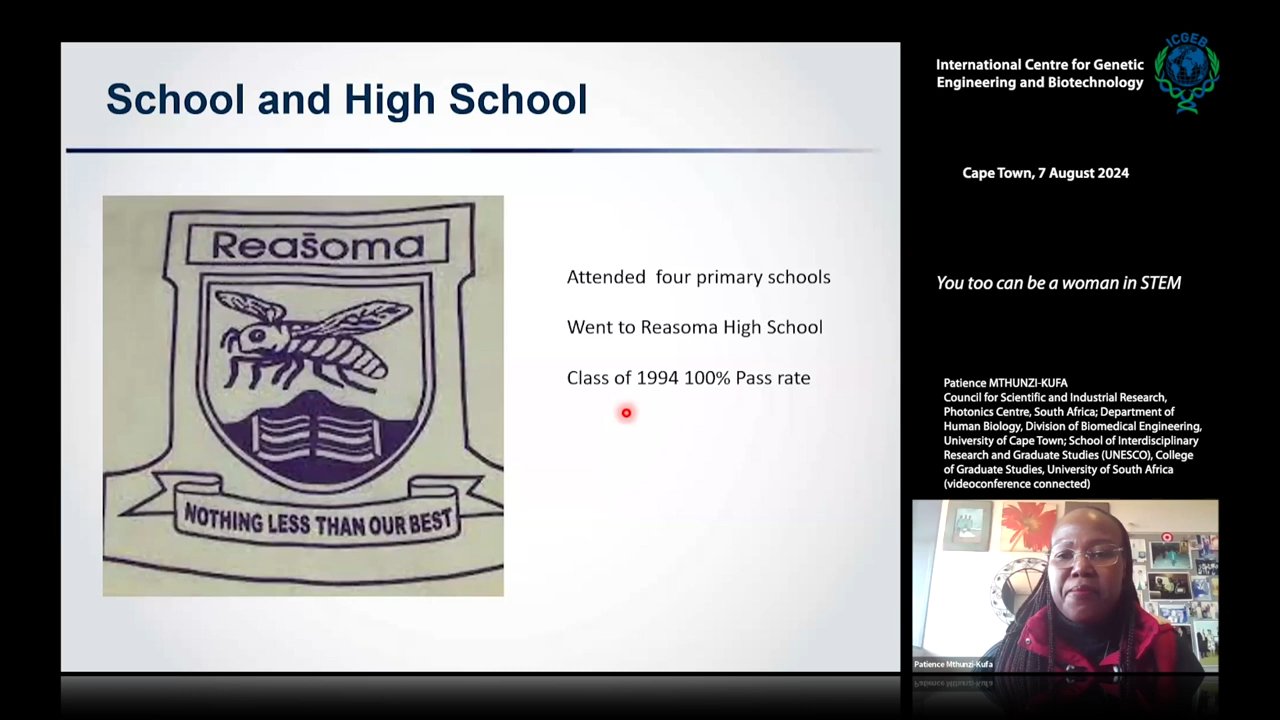 School and High School
Reašoma
NOTHING LESS THAN OUR BEST
Attended four primary schools
Went to Reasoma High School
Class of 1994 100% Pass rate
International Centre for Genetic
Engineering and Biotechnology
ICGEB
Cape Town, 7 August 2024
You too can be a woman in STEM
Patience MTHUNZI-KUFA
Council for Scientific and Industrial Research,
Photonics Centre, South Africa; Department of
Human Biology, Division of Biomedical Engineering,
University of Cape Town; School of Interdisciplinary
Research and Graduate Studies (UNESCO), College
of Graduate Studies, University of South Africa
(videoconference connected)
Patience Mthunzi-Kufa